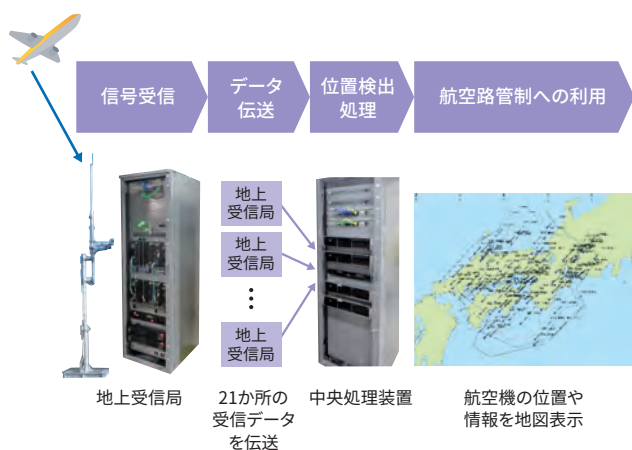 信号受信
データ
伝送
位置検出
処理
航空路管制への利用
地上
受信局
地上
受信局
地上
受信局
地上受信局
21か所の
受信データ
を伝送
中央処理装置
航空機の位置や
情報を地図表示